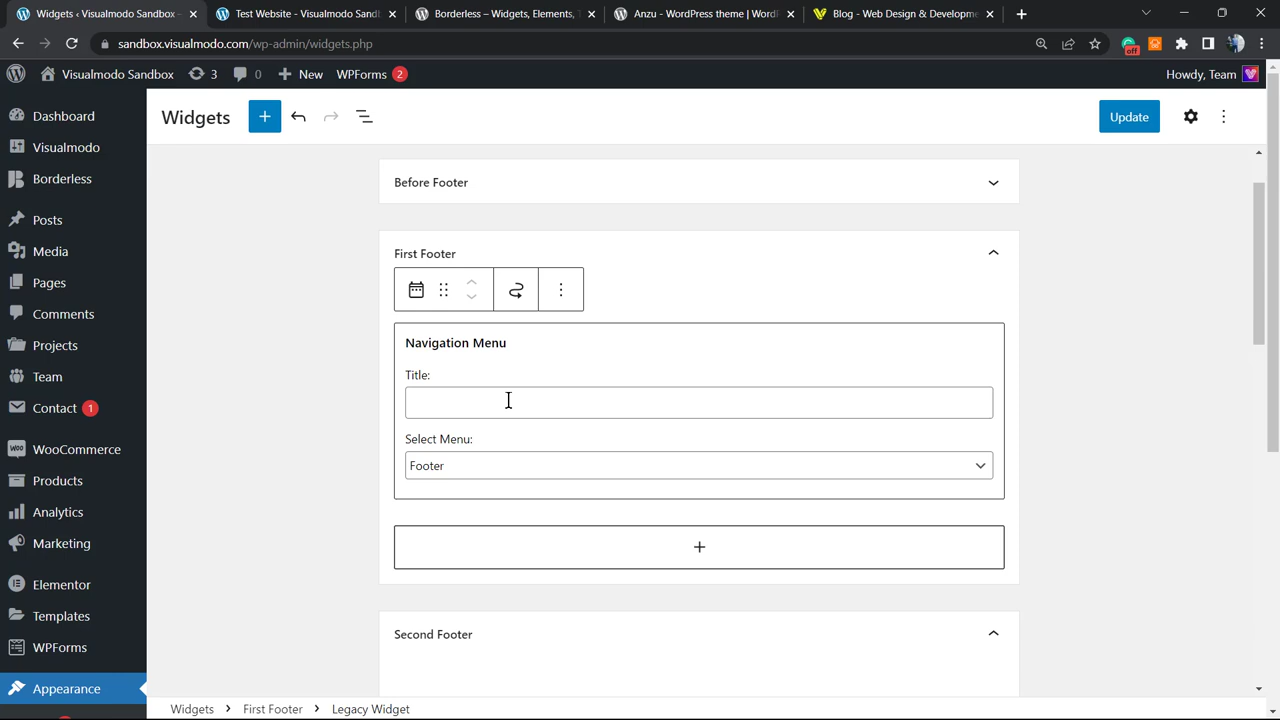 Widgets ‹ Visualmodo Sandbox –
Test Website – Visualmodo Sandb
Borderless – Widgets, Elements, T
Anzu - WordPress theme | WordP
Blog - Web Design & Developme
sandbox.visualmodo.com/wp-admin/widgets.php
off
Visualmodo Sandbox
3
0
New
WPForms 2
Howdy, Team
Dashboard
Visualmodo
Borderless
Posts
Media
Pages
Comments
Projects
Team
Contact 1
WooCommerce
Products
Analytics
Marketing
Elementor
Templates
WPForms
Appearance
Widgets
Update
Before Footer
First Footer
Navigation Menu
Title:
Select Menu:
Footer
Second Footer
Widgets > First Footer > Legacy Widget